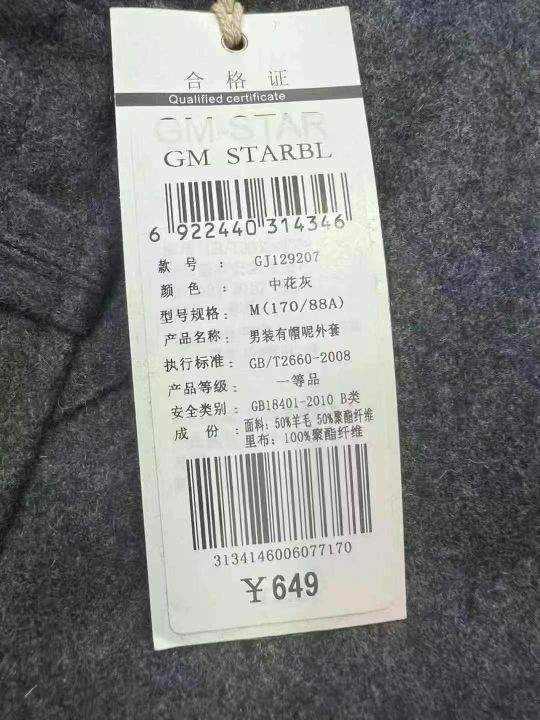 合格证
Qualified certificate
GM-STAR
GM STARBL
6 922440 314346
款号 : GJ129207
颜色 : 中花灰
型号规格: M(170/88A)
产品名称: 男装有帽呢外套
执行标准: GB/T2660-2008
产品等级: 一等品
安全类别: GB18401-2010 B类
成份 : 面料: 50%羊毛 50%聚酯纤维
里布: 100%聚酯纤维
3134146006077170
¥649